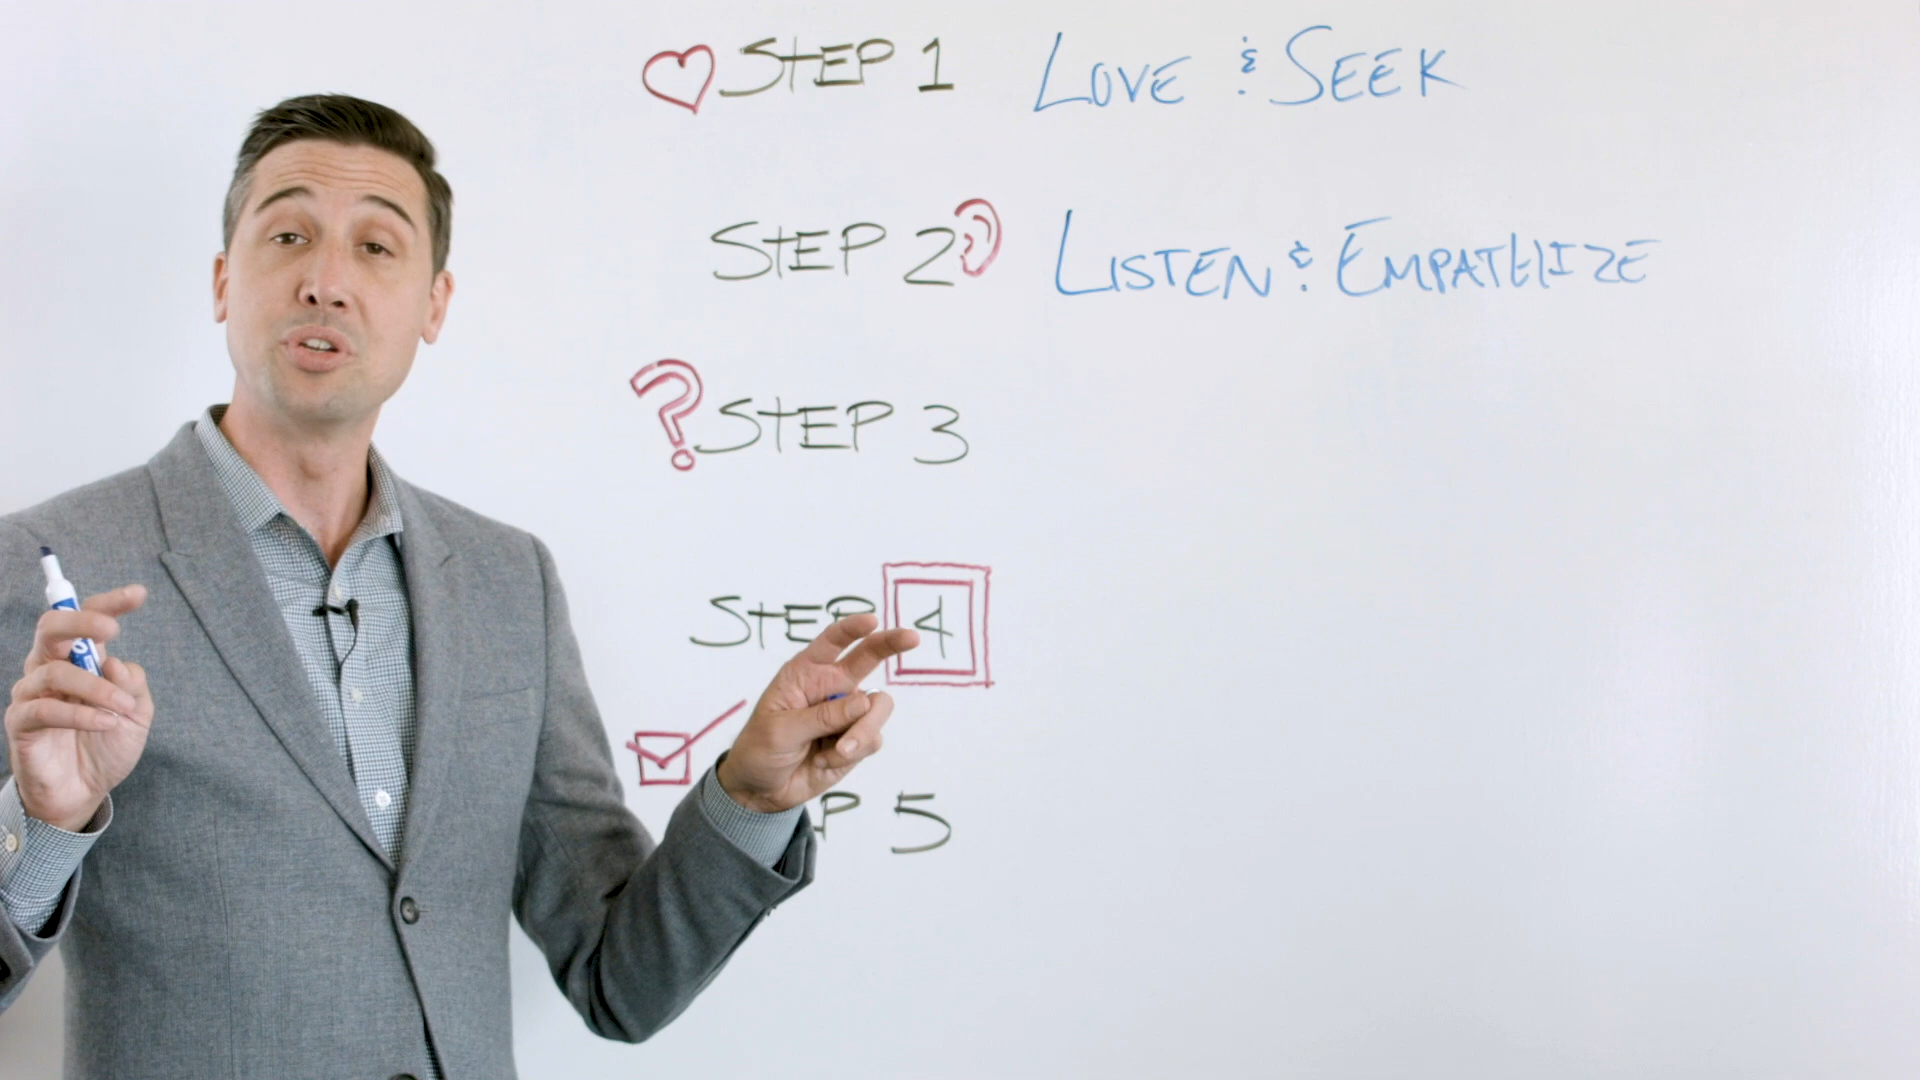 STEP 1 LOVE & SEEK
STEP 2 LISTEN & EMPATHIZE
? STEP 3
STEP 4
P 5